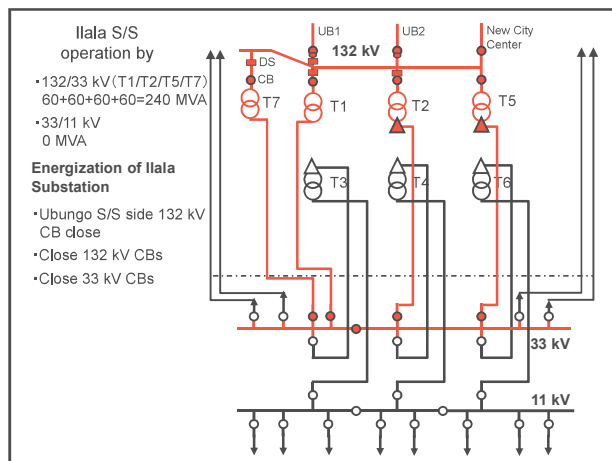 Ilala S/S
operation by
・132/33 kV(T1/T2/T5/T7)
60+60+60+60=240 MVA
・33/11 kV
0 MVA
Energization of Ilala
Substation
・Ubungo S/S side 132 kV
CB close
・Close 132 kV CBs
・Close 33 kV CBs
UB1
UB2
New City
Center
132 kV
DS
CB
T7
T1
T2
T5
T3
T4
T6
33 kV
11 kV